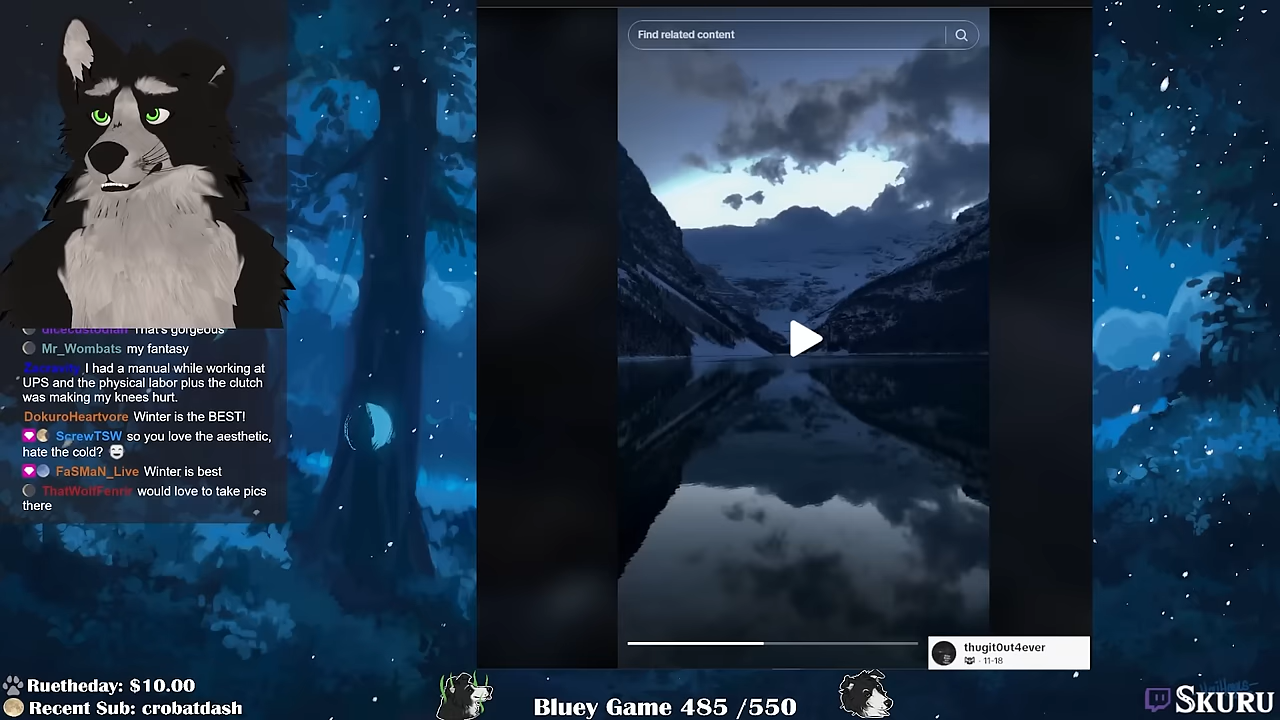 Find related content
dicecustodian That's gorgeous
Mr_Wombats my fantasy
I had a manual while working at
UPS and the physical labor plus the clutch
was making my knees hurt.
DokuroHeartvore Winter is the BEST!
ScrewTSW so you love the aesthetic,
hate the cold?
FaSMaN_Live Winter is best
ThatWolfFenrir would love to take pics
there
thugit0ut4ever
· 11-18
Ruetheday: $10.00
Recent Sub: crobatdash
Bluey Game 485 /550
SKURU